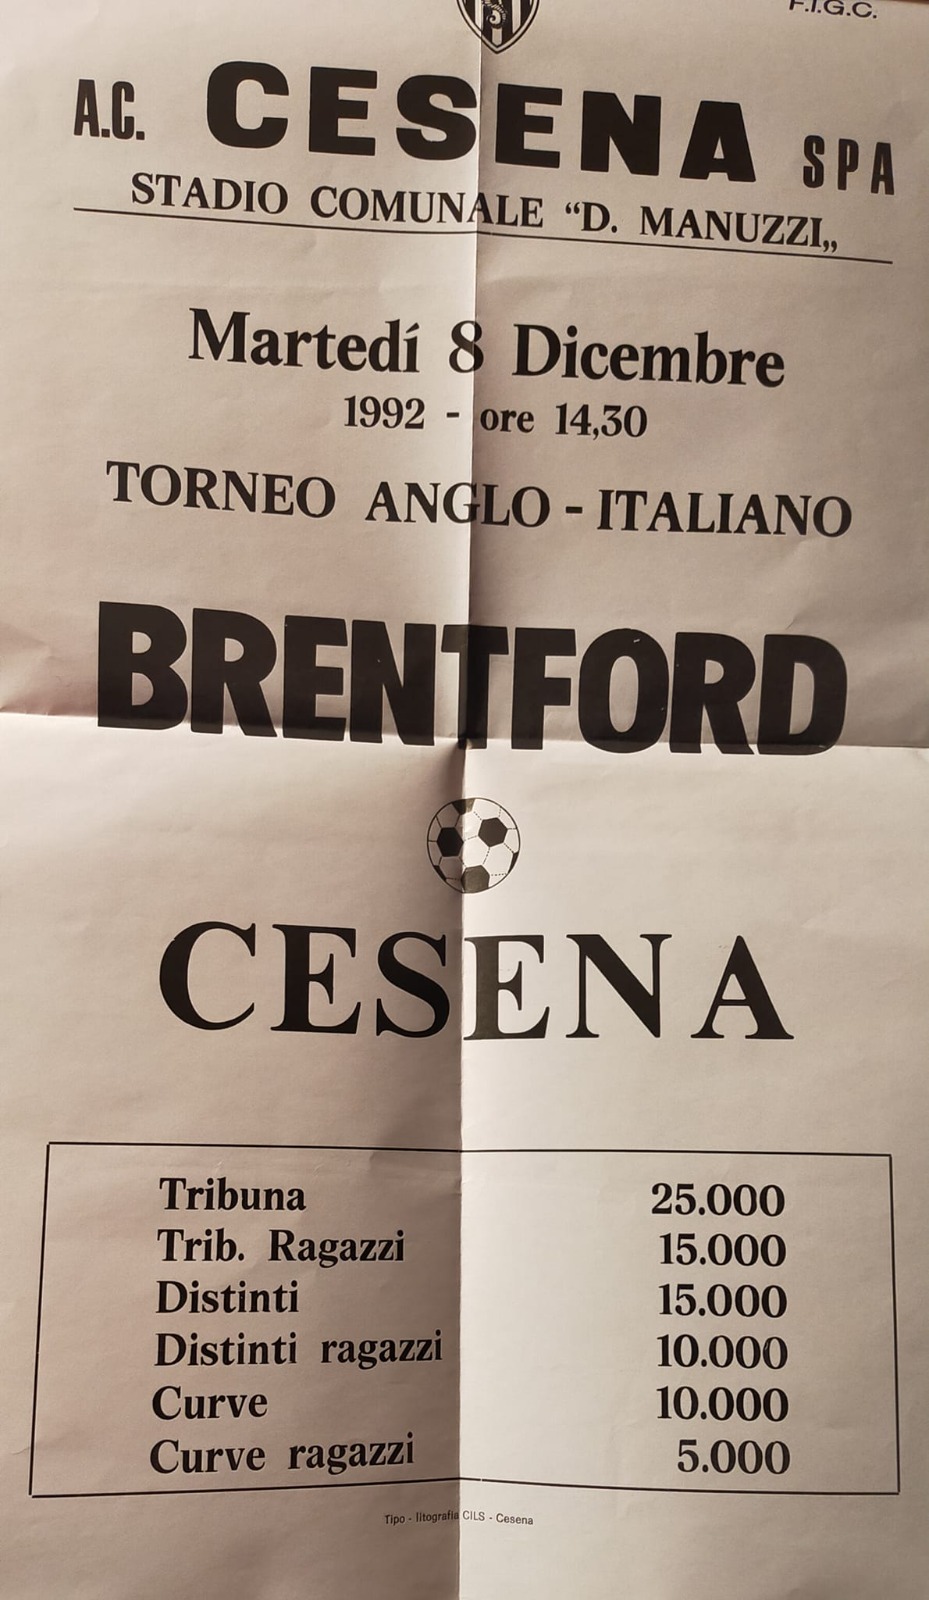 F.I.G.C.
A.C. CESENA SPA
STADIO COMUNALE “D. MANUZZI„
Martedí 8 Dicembre
1992 - ore 14,30
TORNEO ANGLO - ITALIANO
BRENTFORD
CESENA
Tribuna 25.000
Trib. Ragazzi 15.000
Distinti 15.000
Distinti ragazzi 10.000
Curve 10.000
Curve ragazzi 5.000
Tipo - litografia CILS - Cesena